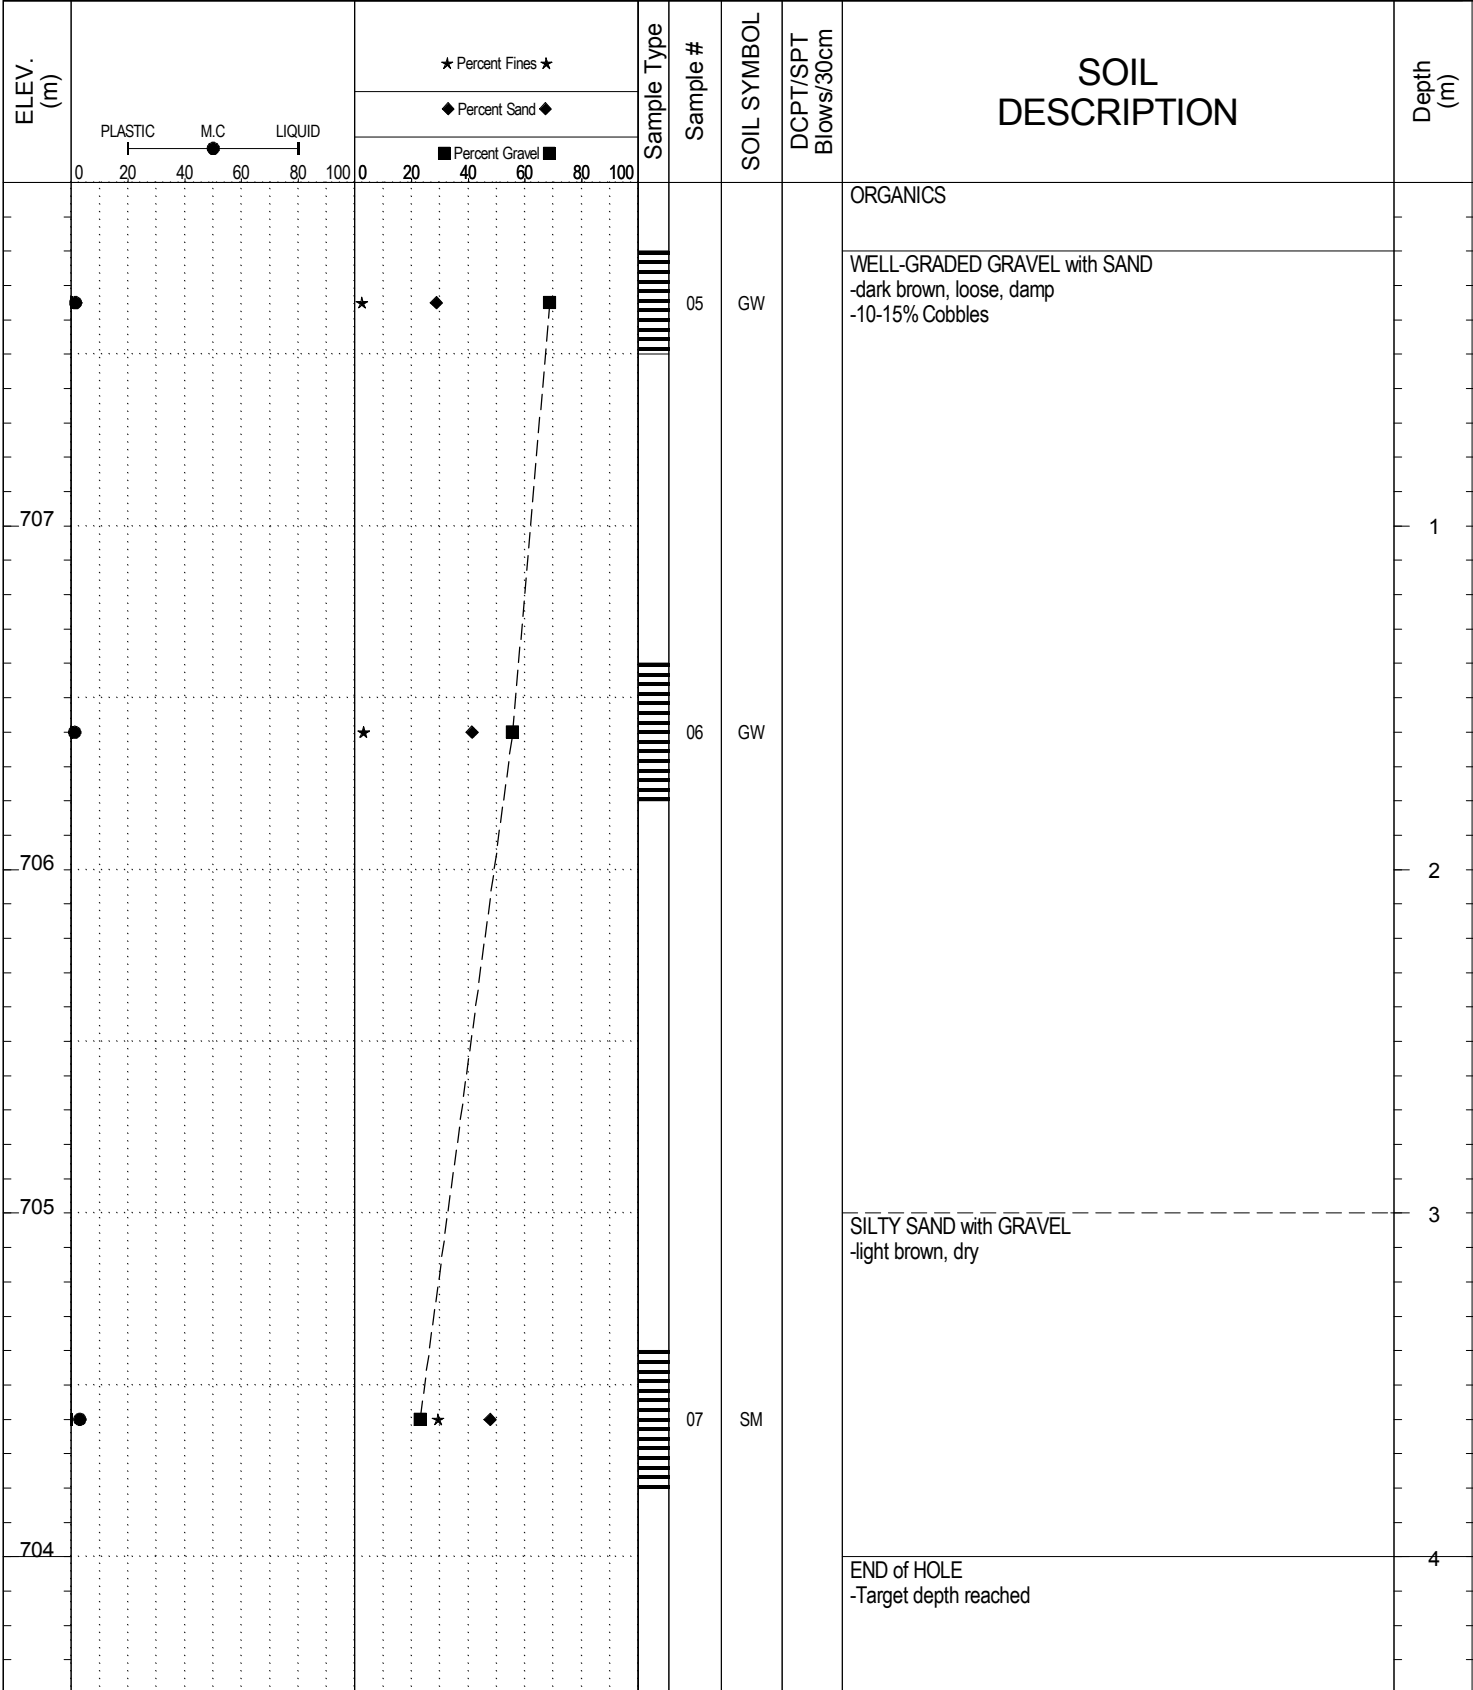 ELEV.
(m)
PLASTIC M.C LIQUID
0 20 40 60 80 100
★ Percent Fines ★
◆ Percent Sand ◆
■ Percent Gravel ■
0 20 40 60 80 100
Sample Type
Sample #
SOIL SYMBOL
DCPT/SPT
Blows/30cm
SOIL
DESCRIPTION
Depth
(m)
ORGANICS
WELL-GRADED GRAVEL with SAND
-dark brown, loose, damp
-10-15% Cobbles
05 GW
707 1
06 GW
706 2
705 3
SILTY SAND with GRAVEL
-light brown, dry
07 SM
704 4
END of HOLE
-Target depth reached